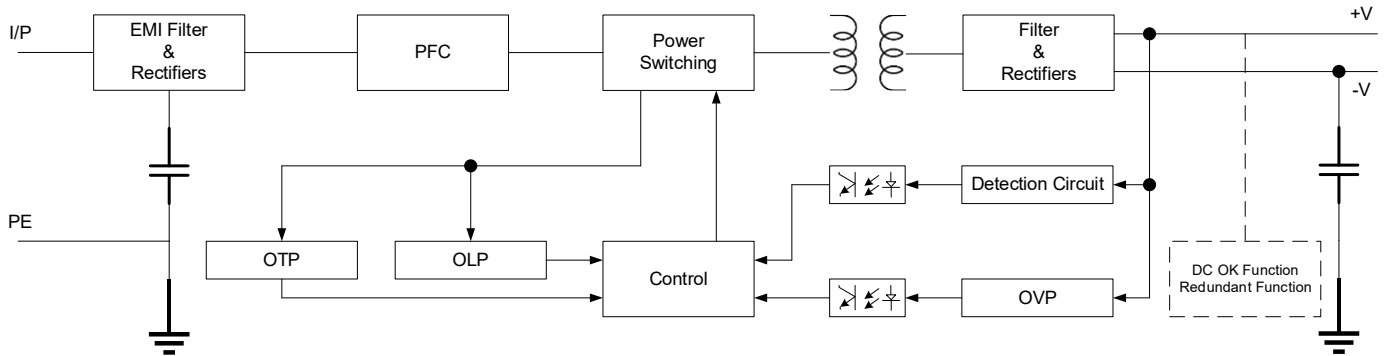 I/P
EMI Filter
&
Rectifiers
PFC
Power
Switching
Filter
&
Rectifiers
+V
-V
Detection Circuit
PE
OTP
OLP
Control
OVP
DC OK Function
Redundant Function